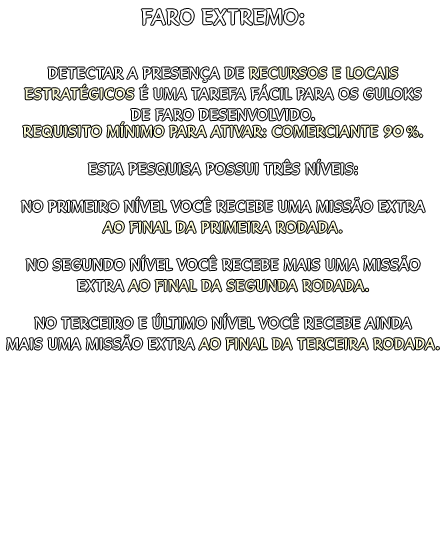 FARO EXTREMO:
DETECTAR A PRESENÇA DE RECURSOS E LOCAIS
ESTRATÉGICOS É UMA TAREFA FÁCIL PARA OS GULOKS
DE FARO DESENVOLVIDO.
REQUISITO MÍNIMO PARA ATIVAR: COMERCIANTE 90 %.
ESTA PESQUISA POSSUI TRÊS NÍVEIS:
NO PRIMEIRO NÍVEL VOCÊ RECEBE UMA MISSÃO EXTRA
AO FINAL DA PRIMEIRA RODADA.
NO SEGUNDO NÍVEL VOCÊ RECEBE MAIS UMA MISSÃO
EXTRA AO FINAL DA SEGUNDA RODADA.
NO TERCEIRO E ÚLTIMO NÍVEL VOCÊ RECEBE AINDA
MAIS UMA MISSÃO EXTRA AO FINAL DA TERCEIRA RODADA.